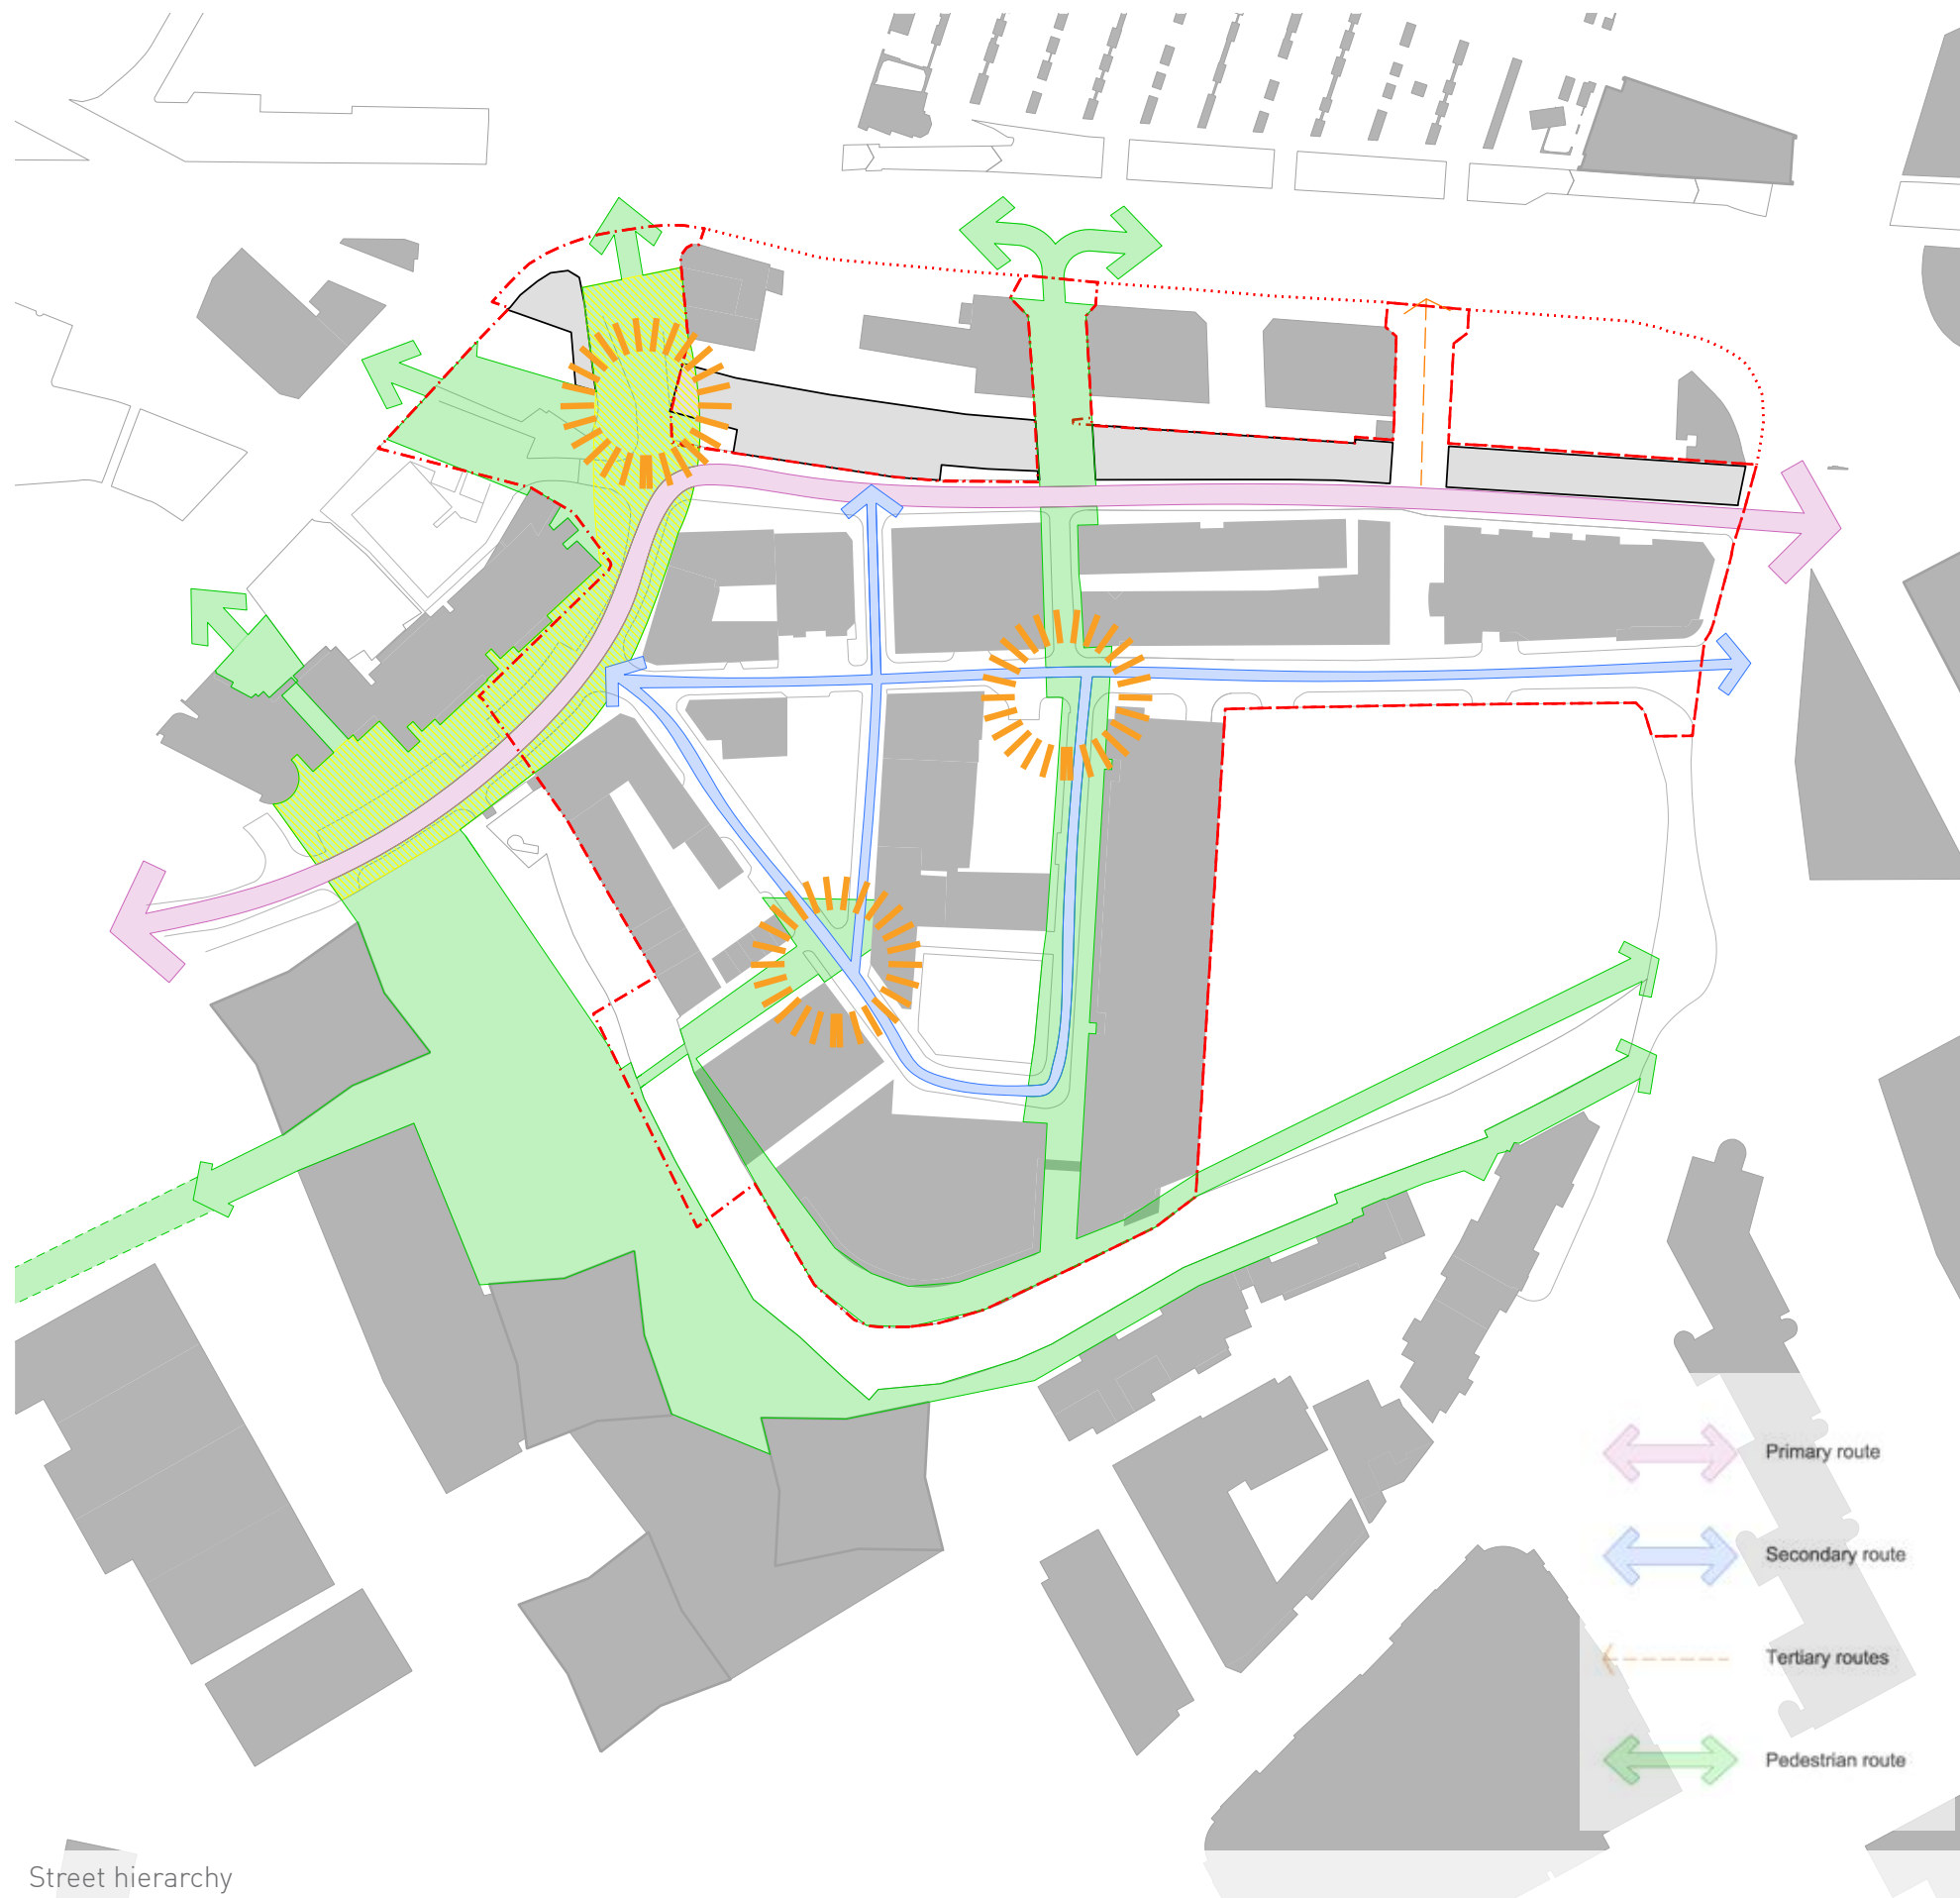 Primary route
Secondary route
Tertiary routes
Pedestrian route
Street hierarchy